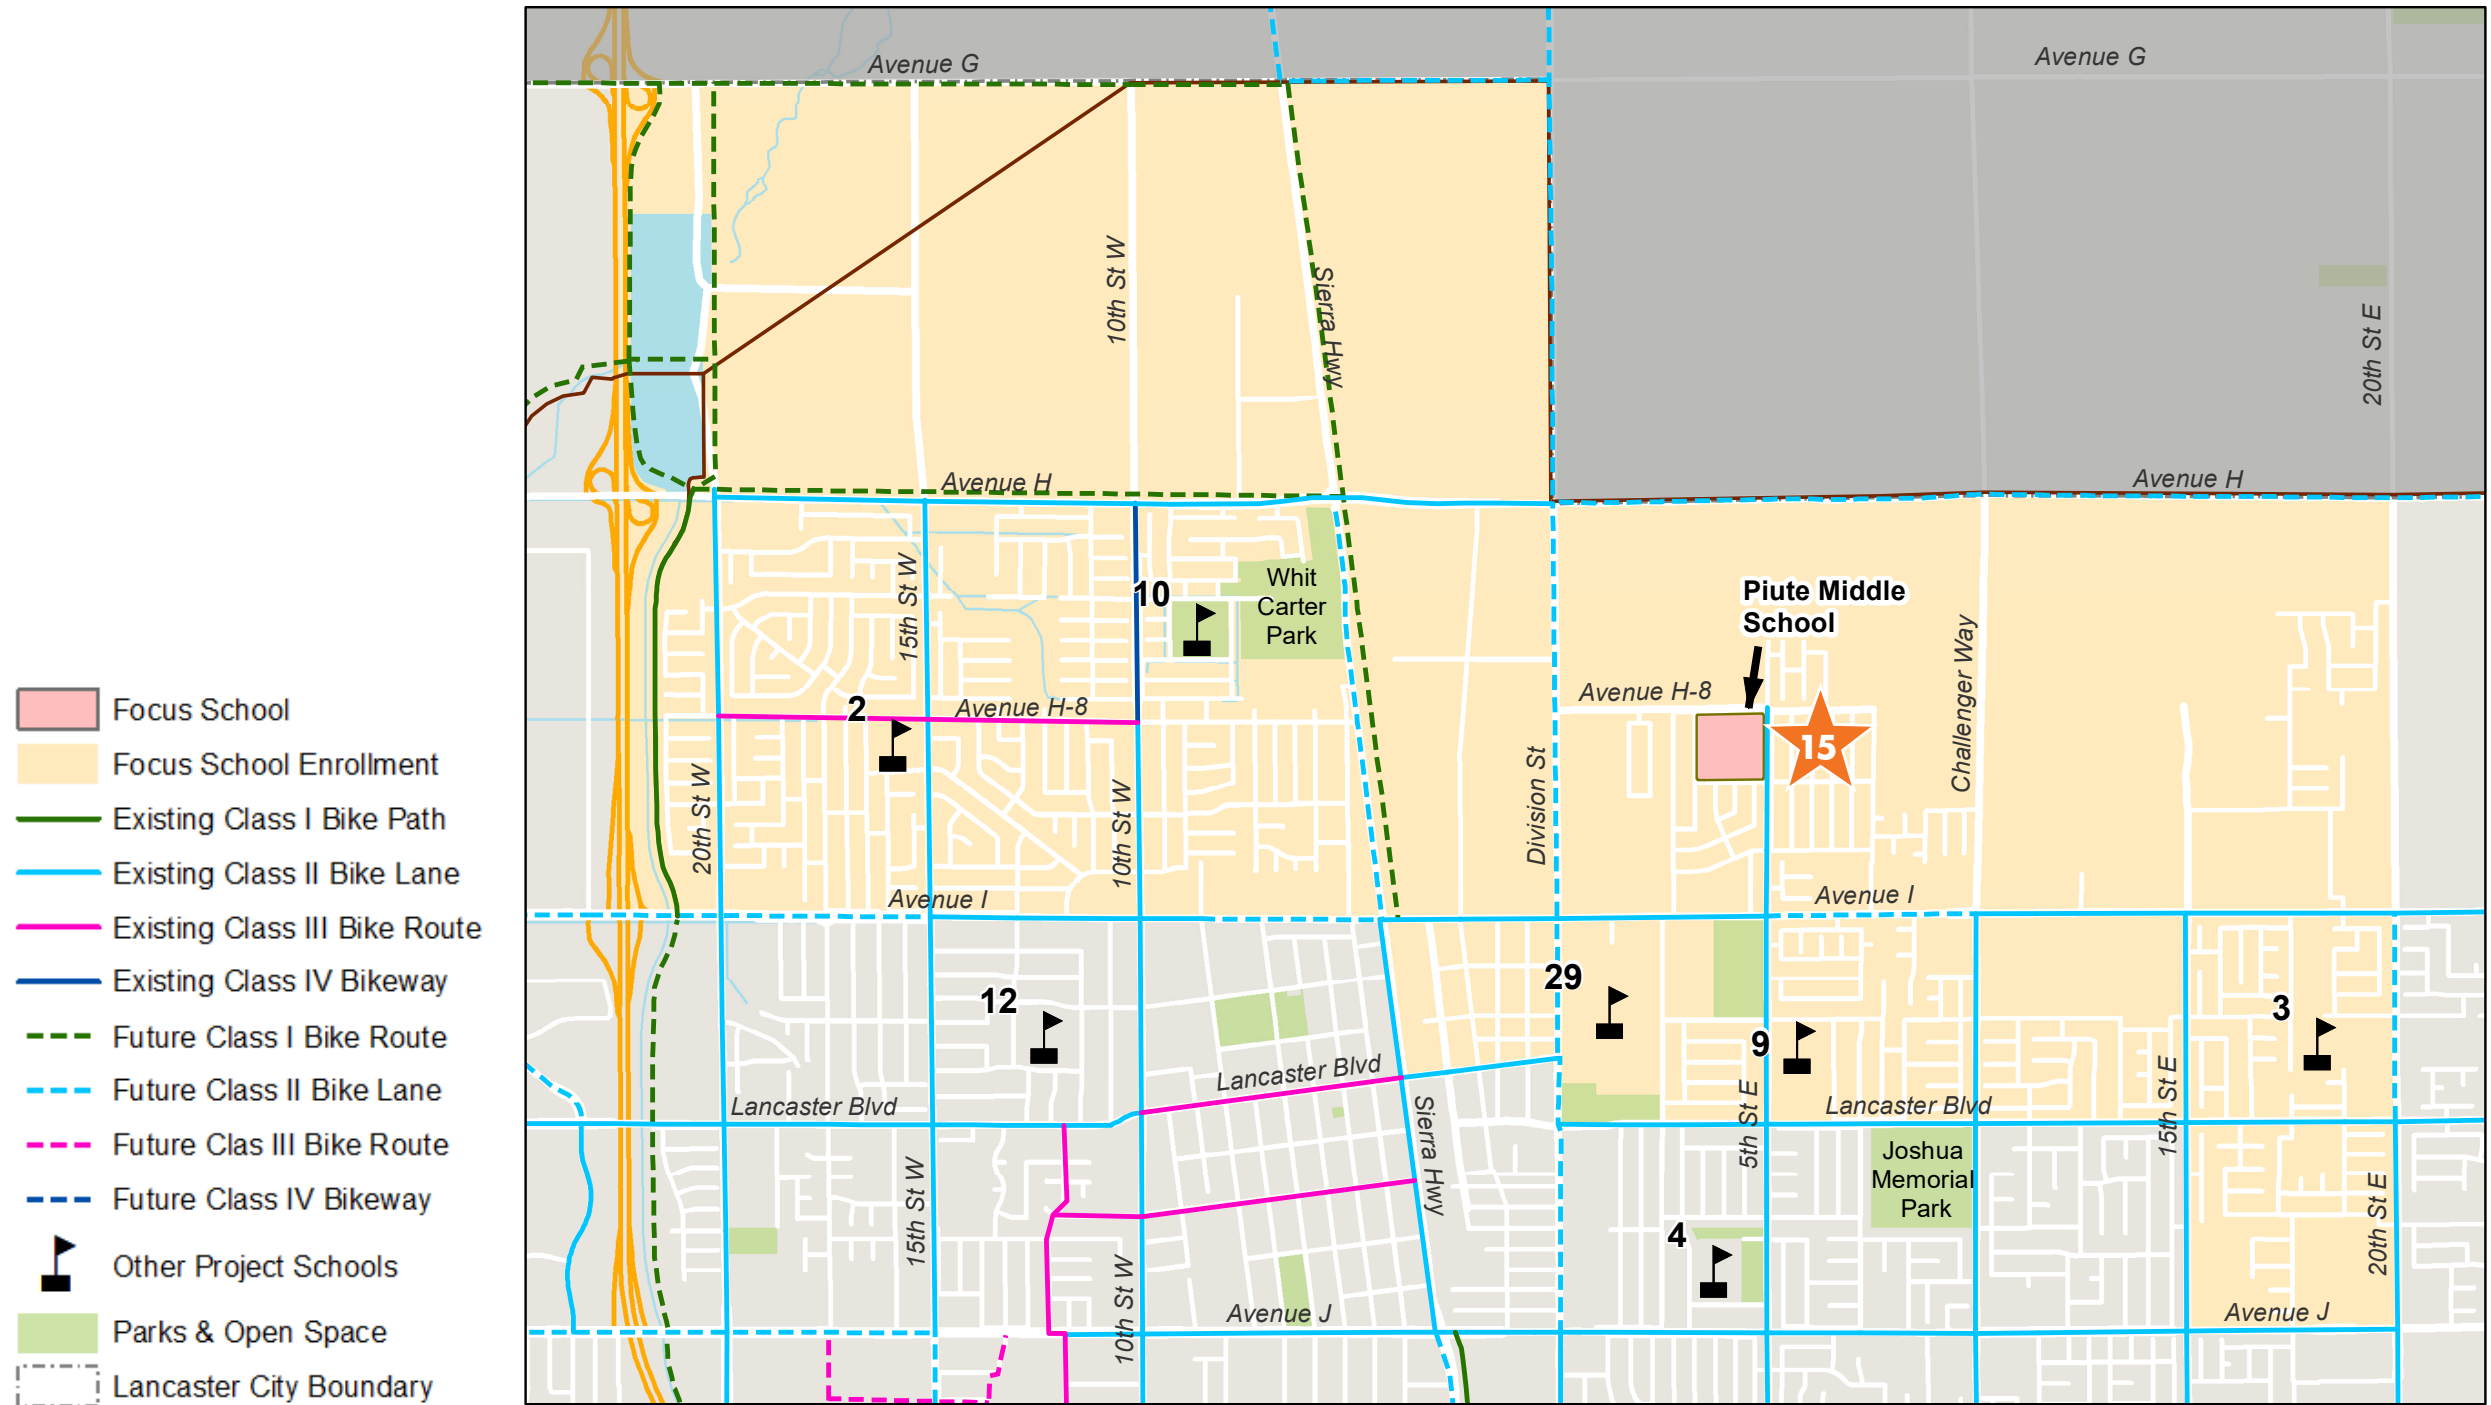 Focus School
Focus School Enrollment
Existing Class I Bike Path
Existing Class II Bike Lane
Existing Class III Bike Route
Existing Class IV Bikeway
Future Class I Bike Route
Future Class II Bike Lane
Future Clas III Bike Route
Future Class IV Bikeway
Other Project Schools
Parks & Open Space
Lancaster City Boundary
Avenue G
Avenue G
10th St W
Sierra Hwy
20th St E
Avenue H
Avenue H
15th St W
10
Whit
Carter
Park
Piute Middle
School
Challenger Way
2
Avenue H-8
Avenue H-8
15
20th St W
10th St W
Division St
Avenue I
Avenue I
12
29
9
3
Lancaster Blvd
Lancaster Blvd
Lancaster Blvd
Sierra Hwy
5th St E
15th St E
Joshua
Memorial
Park
15th St W
10th St W
4
20th St E
Avenue J
Avenue J